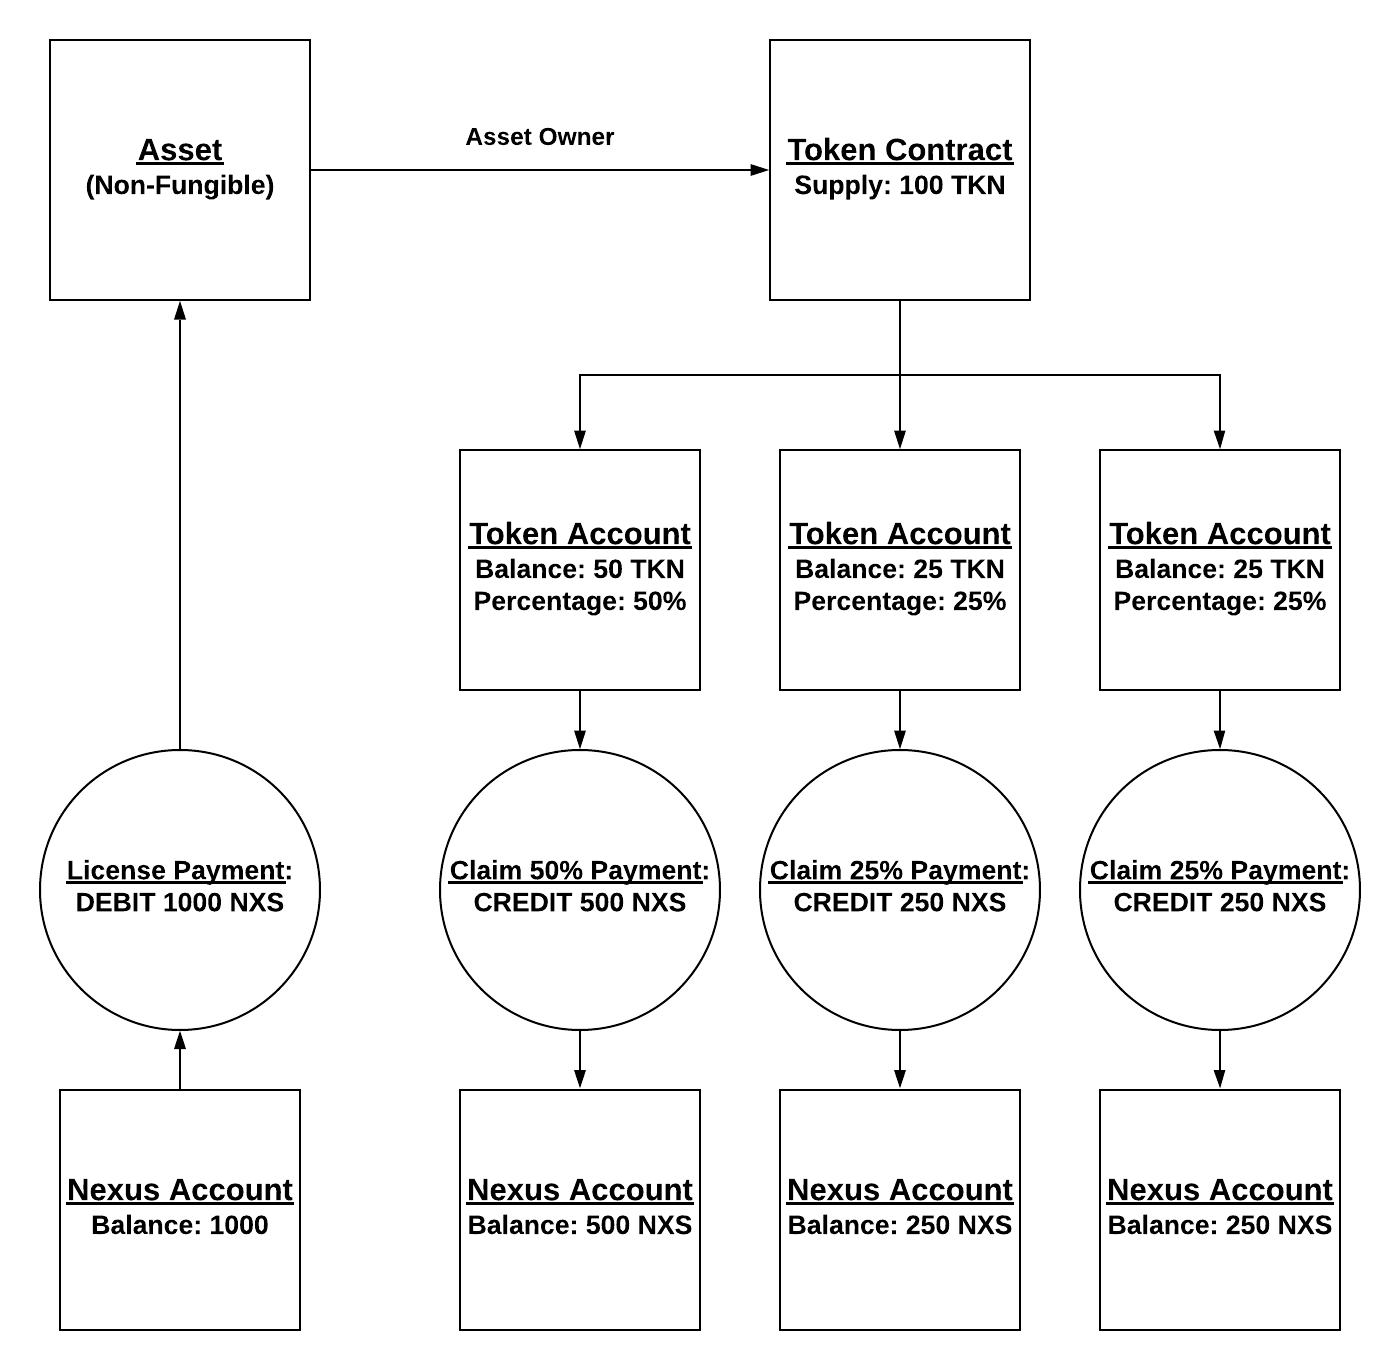 Asset
(Non-Fungible)
Asset Owner
Token Contract
Supply: 100 TKN
Token Account
Balance: 50 TKN
Percentage: 50%
Token Account
Balance: 25 TKN
Percentage: 25%
Token Account
Balance: 25 TKN
Percentage: 25%
License Payment:
DEBIT 1000 NXS
Claim 50% Payment:
CREDIT 500 NXS
Claim 25% Payment:
CREDIT 250 NXS
Claim 25% Payment:
CREDIT 250 NXS
Nexus Account
Balance: 1000
Nexus Account
Balance: 500 NXS
Nexus Account
Balance: 250 NXS
Nexus Account
Balance: 250 NXS